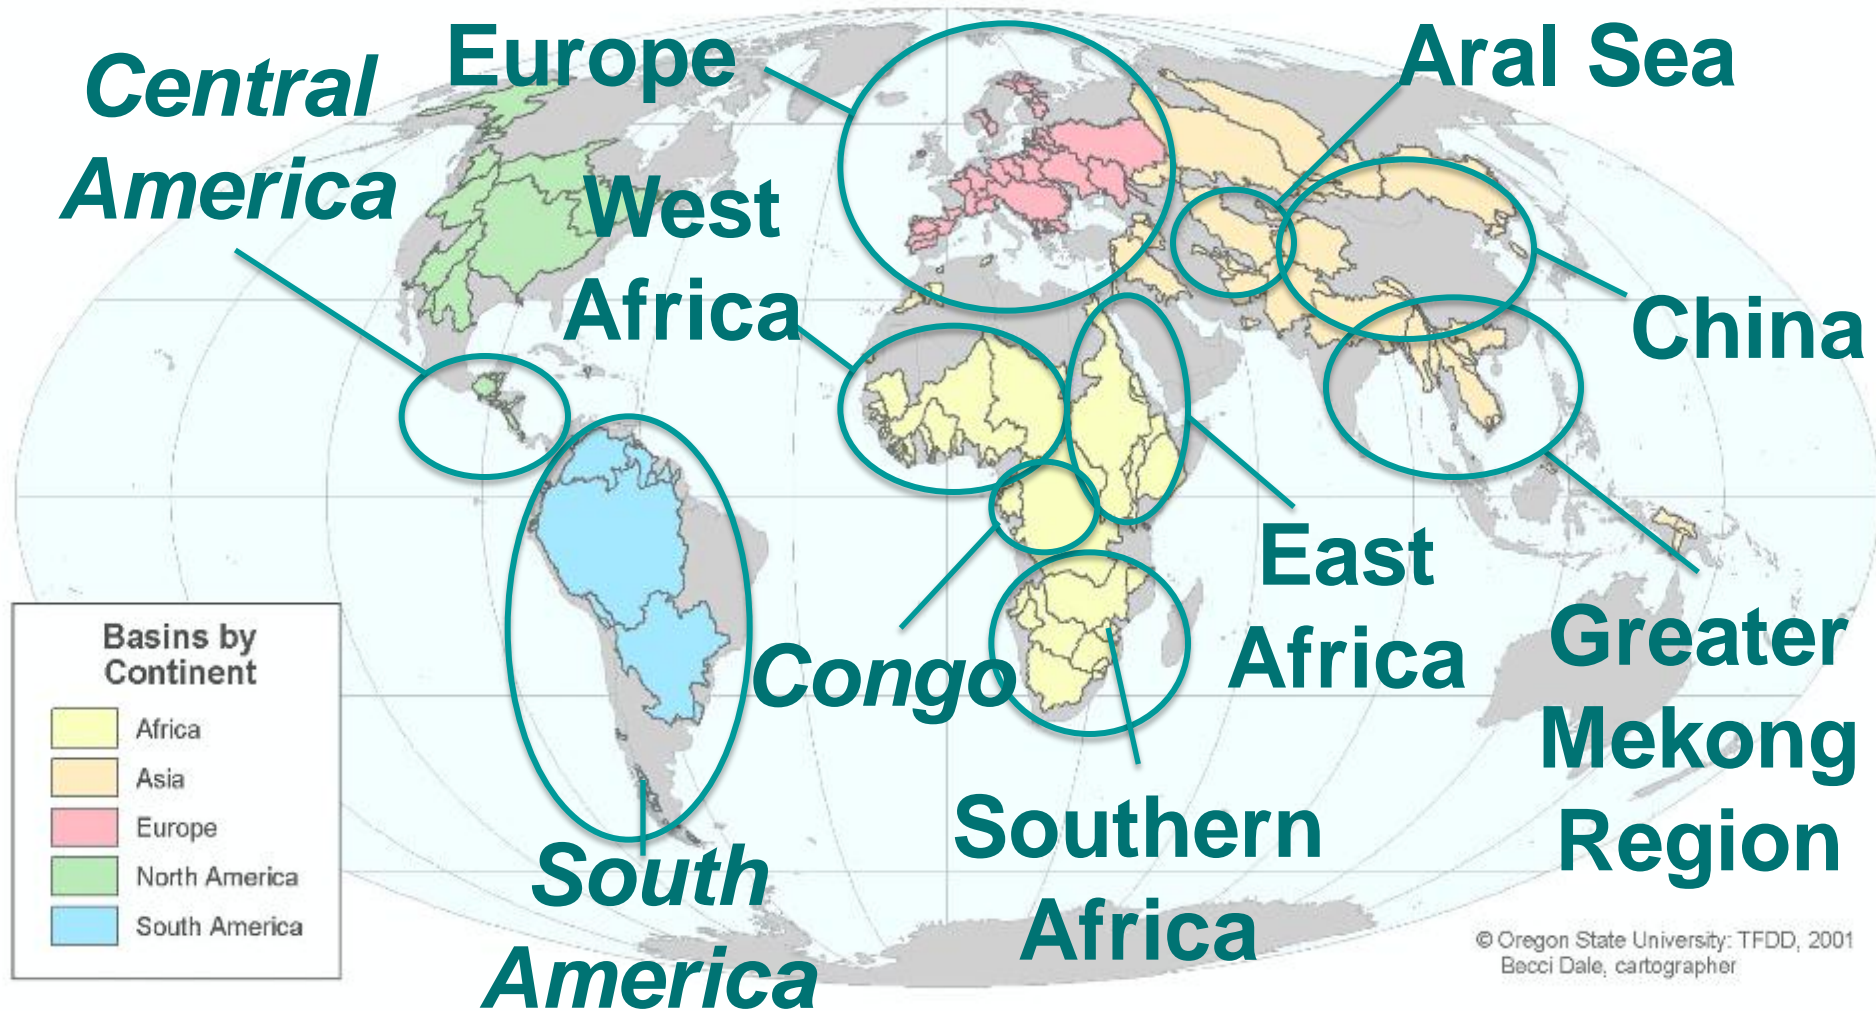 Central
America
Europe
Aral Sea
West
Africa
China
East
Africa
Greater
Mekong
Region
Congo
Southern
Africa
South
America
Basins by
Continent
Africa
Asia
Europe
North America
South America
© Oregon State University: TFDD, 2001
Becci Dale, cartographer